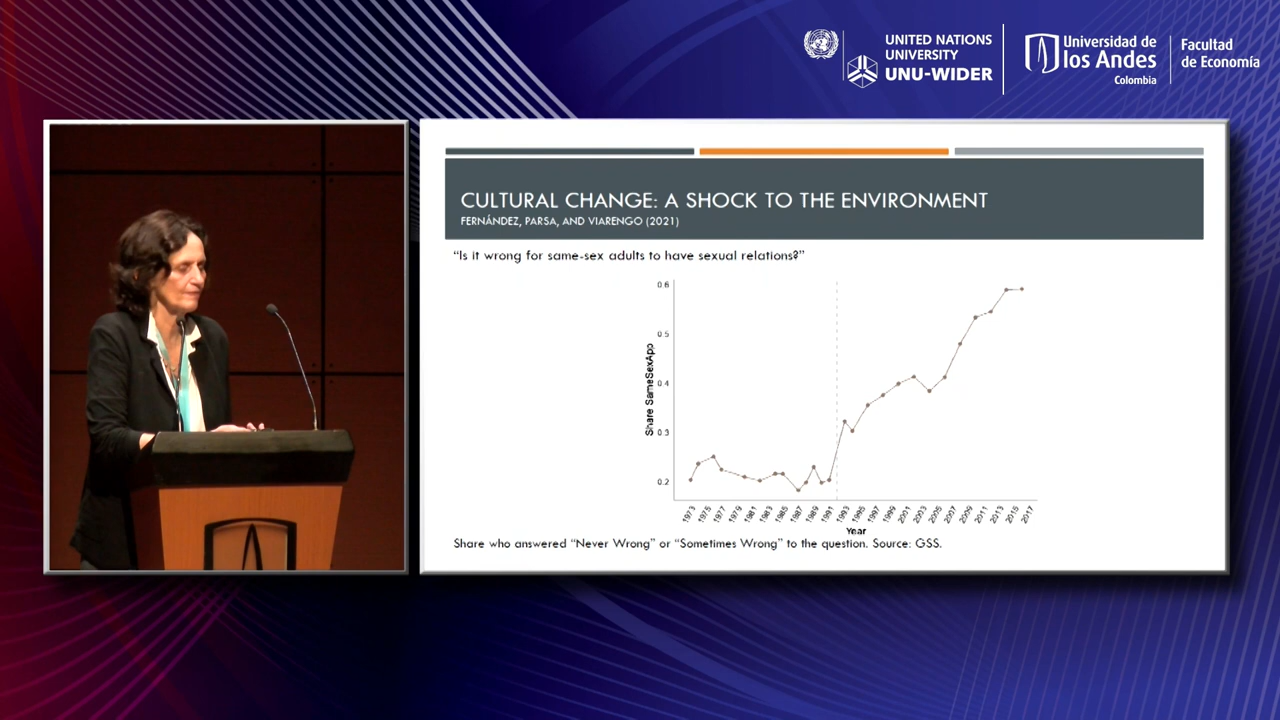 UNITED NATIONS
UNIVERSITY
UNU-WIDER
Universidad de
los Andes
Colombia
Facultad
de Economía
CULTURAL CHANGE: A SHOCK TO THE ENVIRONMENT
FERNÁNDEZ, PARSA, AND VIARENGO (2021)
“Is it wrong for same-sex adults to have sexual relations?”
Share SameSexApp
0.6
0.5
0.4
0.3
0.2
1973 1975 1977 1979 1981 1983 1985 1987 1989 1991 1993 1995 1997 1999 2001 2003 2005 2007 2009 2011 2013 2015 2017
Year
Share who answered “Never Wrong” or “Sometimes Wrong” to the question. Source: GSS.